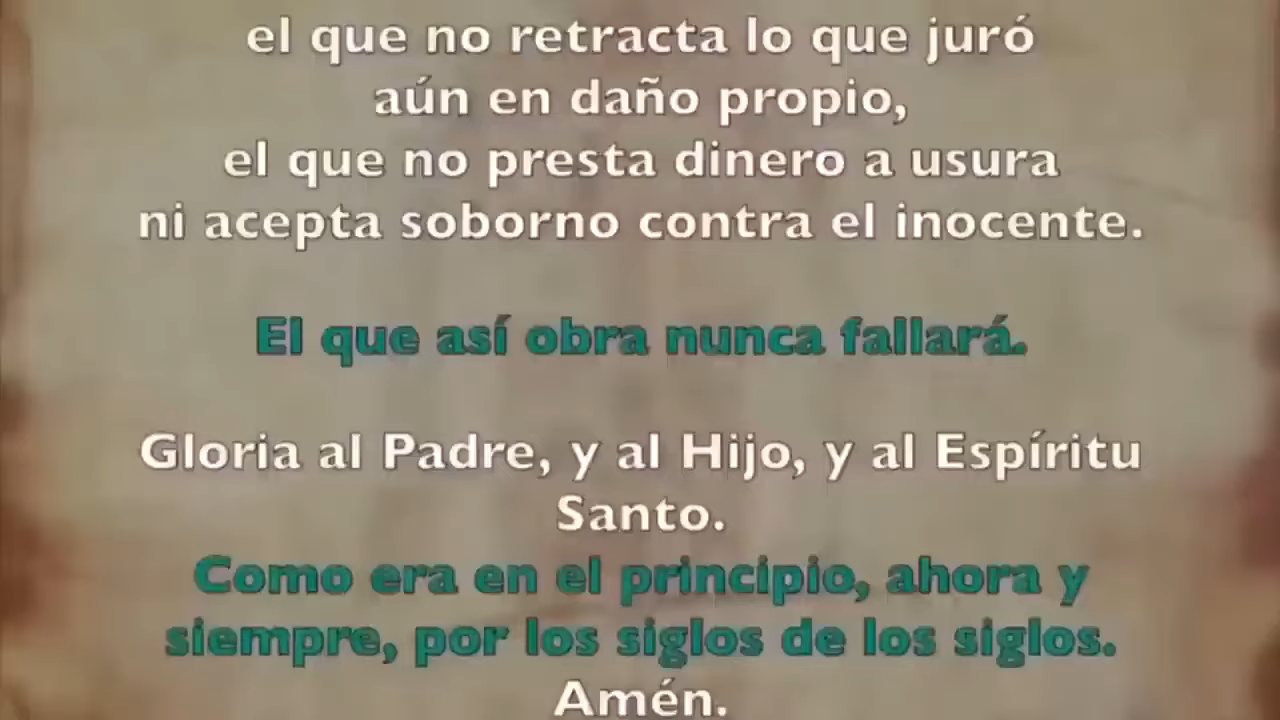 el que no retracta lo que juró
aún en daño propio,
el que no presta dinero a usura
ni acepta soborno contra el inocente.
El que así obra nunca fallará.
Gloria al Padre, y al Hijo, y al Espíritu
Santo.
Como era en el principio, ahora y
siempre, por los siglos de los siglos.
Amén.